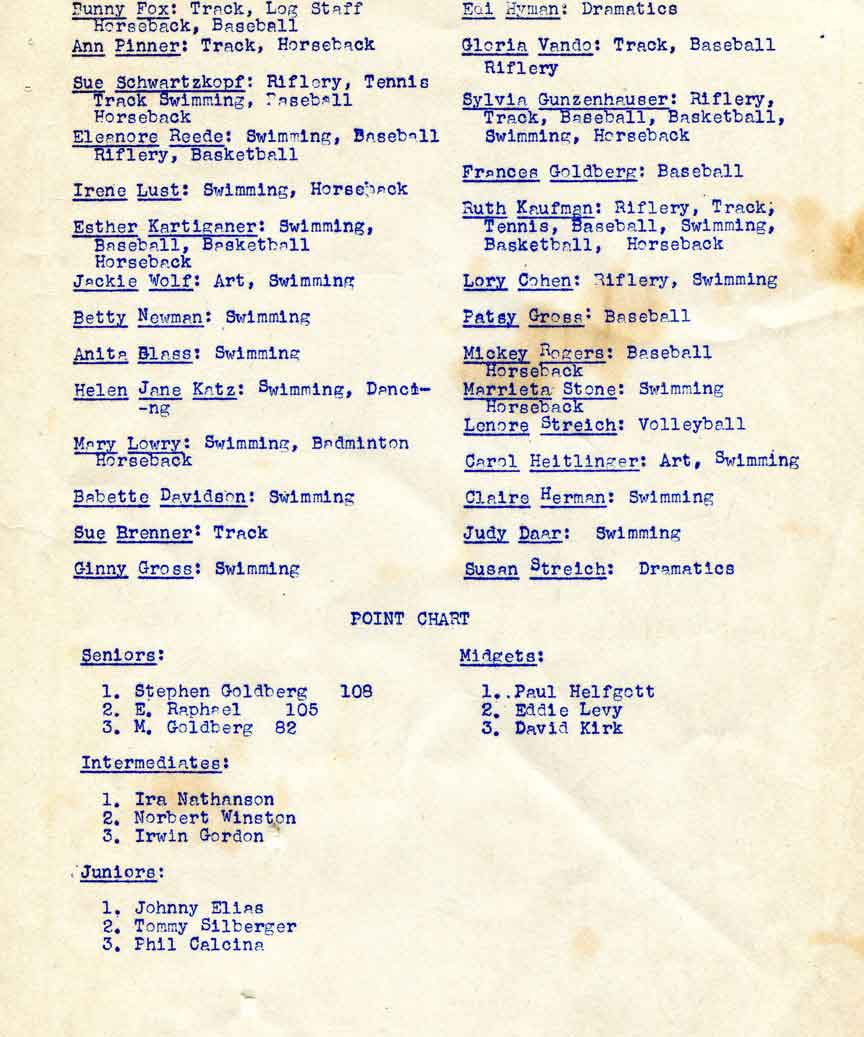 Bunny Fox: Track, Log Staff
Horseback, Baseball
Ann Pinner: Track, Horseback
Sue Schwartzkopf: Riflery, Tennis
Track Swimming, Baseball
Horseback
Eleanore Reede: Swimming, Baseball
Riflery, Basketball
Irene Lust: Swimming, Horseback
Esther Kartiganer: Swimming,
Baseball, Basketball
Horseback
Jackie Wolf: Art, Swimming
Betty Newman: Swimming
Anita Blass: Swimming
Helen Jane Katz: Swimming, Danci-
-ng
Mary Lowry: Swimming, Badminton
Horseback
Babette Davidson: Swimming
Sue Brenner: Track
Ginny Gross: Swimming
Edi Hyman: Dramatics
Gloria Vando: Track, Baseball
Riflery
Sylvia Gunzenhauser: Riflery,
Track, Baseball, Basketball,
Swimming, Horseback
Frances Goldberg: Baseball
Ruth Kaufman: Riflery, Track;
Tennis, Baseball, Swimming,
Basketball, Horseback
Lory Cohen: Riflery, Swimming
Patsy Gross: Baseball
Mickey Rogers: Baseball
Horseback
Marrieta Stone: Swimming
Horseback
Lenore Streich: Volleyball
Carol Heitlinger: Art, Swimming
Claire Herman: Swimming
Judy Daar: Swimming
Susan Streich: Dramatics
POINT CHART
Seniors:
1. Stephen Goldberg 108
2. E. Raphael 105
3. M. Goldberg 82
Intermediates:
1. Ira Nathanson
2. Norbert Winston
3. Irwin Gordon
Juniors:
1. Johnny Elias
2. Tommy Silberger
3. Phil Calcina
Midgets:
1..Paul Helfgott
2. Eddie Levy
3. David Kirk